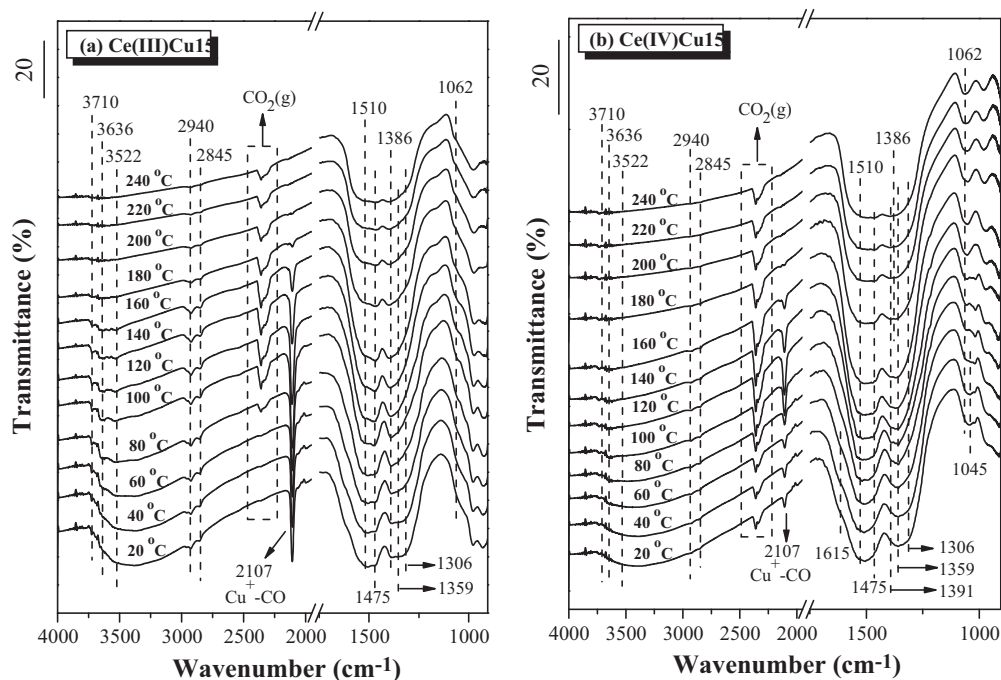 (a) Ce(III)Cu15
20
3710
3636
3522
2940
2845
CO2(g)
1510
1386
1062
240 °C
220 °C
200 °C
180 °C
160 °C
140 °C
120 °C
100 °C
80 °C
60 °C
40 °C
20 °C
2107
Cu+-CO
1475
1306
1359
Transmittance (%)
4000 3500 3000 2500 2000 1500 1000
Wavenumber (cm-1)
(b) Ce(IV)Cu15
20
3710
3636
3522
2940
2845
CO2(g)
1510
1386
1062
240 °C
220 °C
200 °C
180 °C
160 °C
140 °C
120 °C
100 °C
80 °C
60 °C
40 °C
20 °C
2107
Cu+-CO
1615
1475
1045
1306
1359
1391
Transmittance (%)
4000 3500 3000 2500 2000 1500 1000
Wavenumber (cm-1)